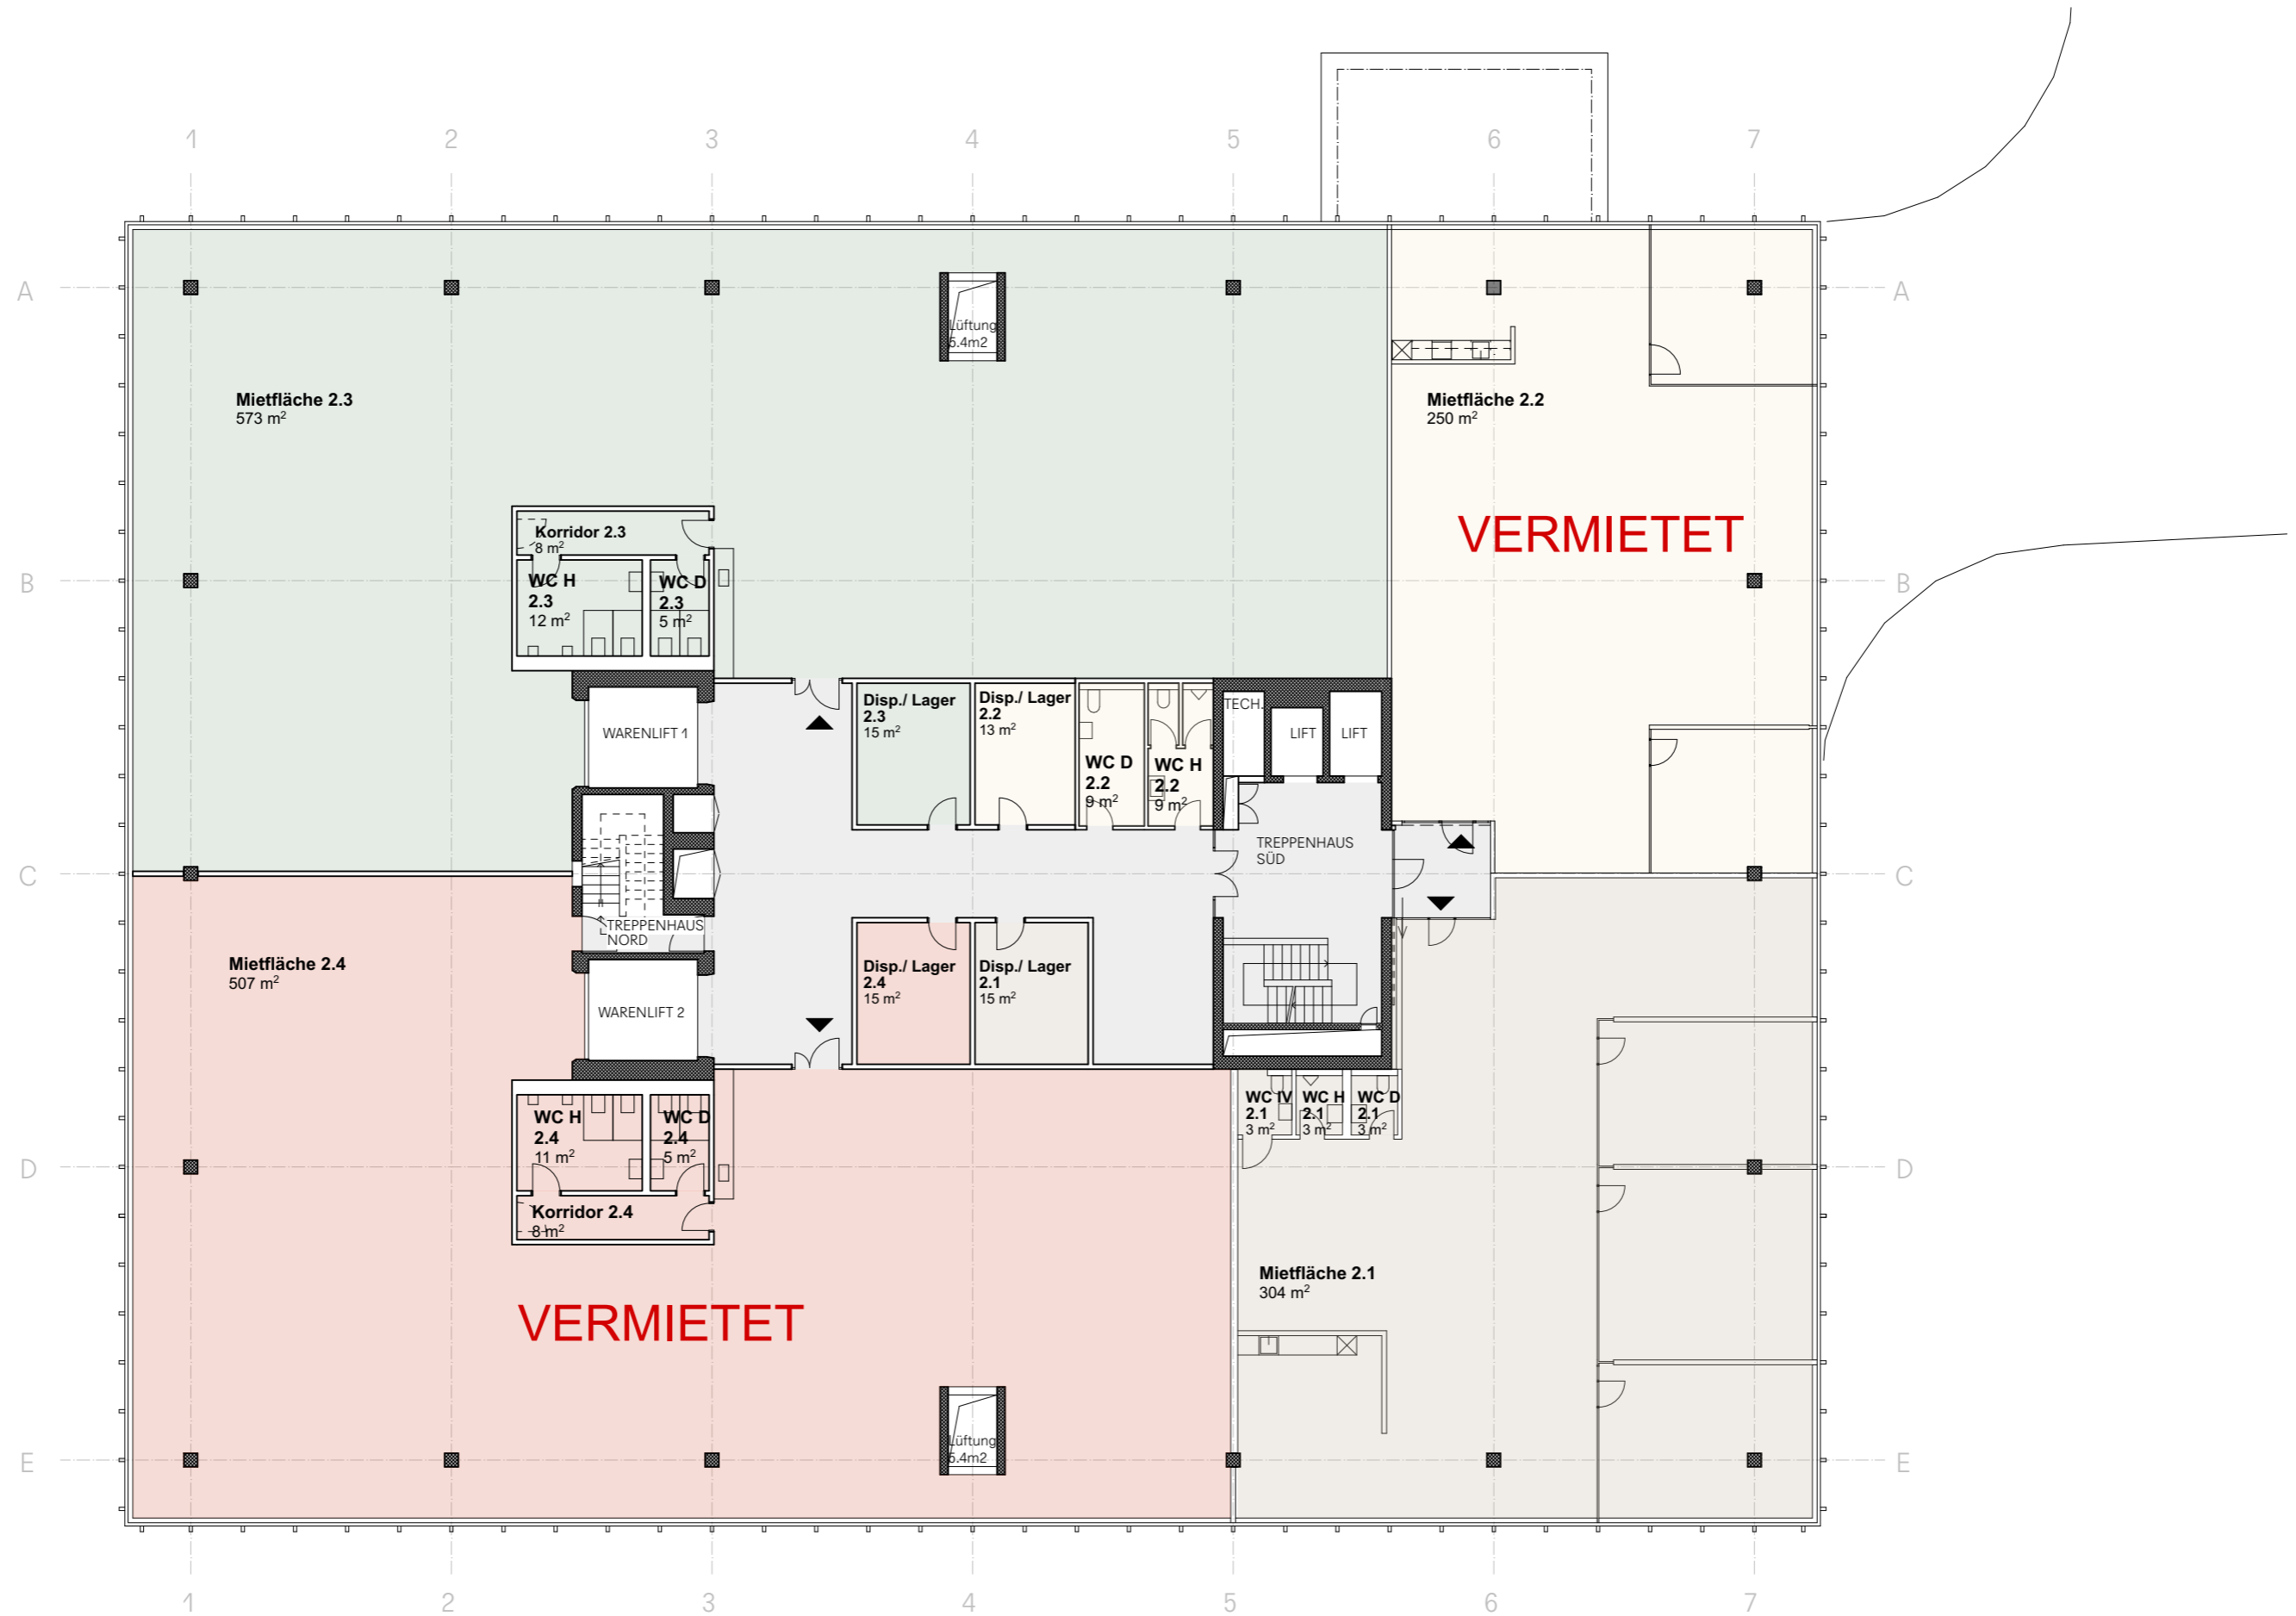 1 2 3 4 5 6 7
A A
Lüftung
5.4m2
Mietfläche 2.3
573 m²
Mietfläche 2.2
250 m²
VERMIETET
Korridor 2.3
8 m²
B B
WC H
2.3
12 m²
WC D
2.3
5 m²
WARENLIFT 1
Disp./ Lager
2.3
15 m²
Disp./ Lager
2.2
13 m²
WC D
2.2
9 m²
WC H
2.2
9 m²
TECH.
LIFT
LIFT
TREPPENHAUS
SÜD
C C
TREPPENHAUS
NORD
Mietfläche 2.4
507 m²
WARENLIFT 2
Disp./ Lager
2.4
15 m²
Disp./ Lager
2.1
15 m²
WC H
2.4
11 m²
WC D
2.4
5 m²
WC IV
2.1
3 m²
WC H
2.1
3 m²
WC D
2.1
3 m²
D D
Korridor 2.4
8 m²
Mietfläche 2.1
304 m²
VERMIETET
Lüftung
5.4m2
E E
1 2 3 4 5 6 7